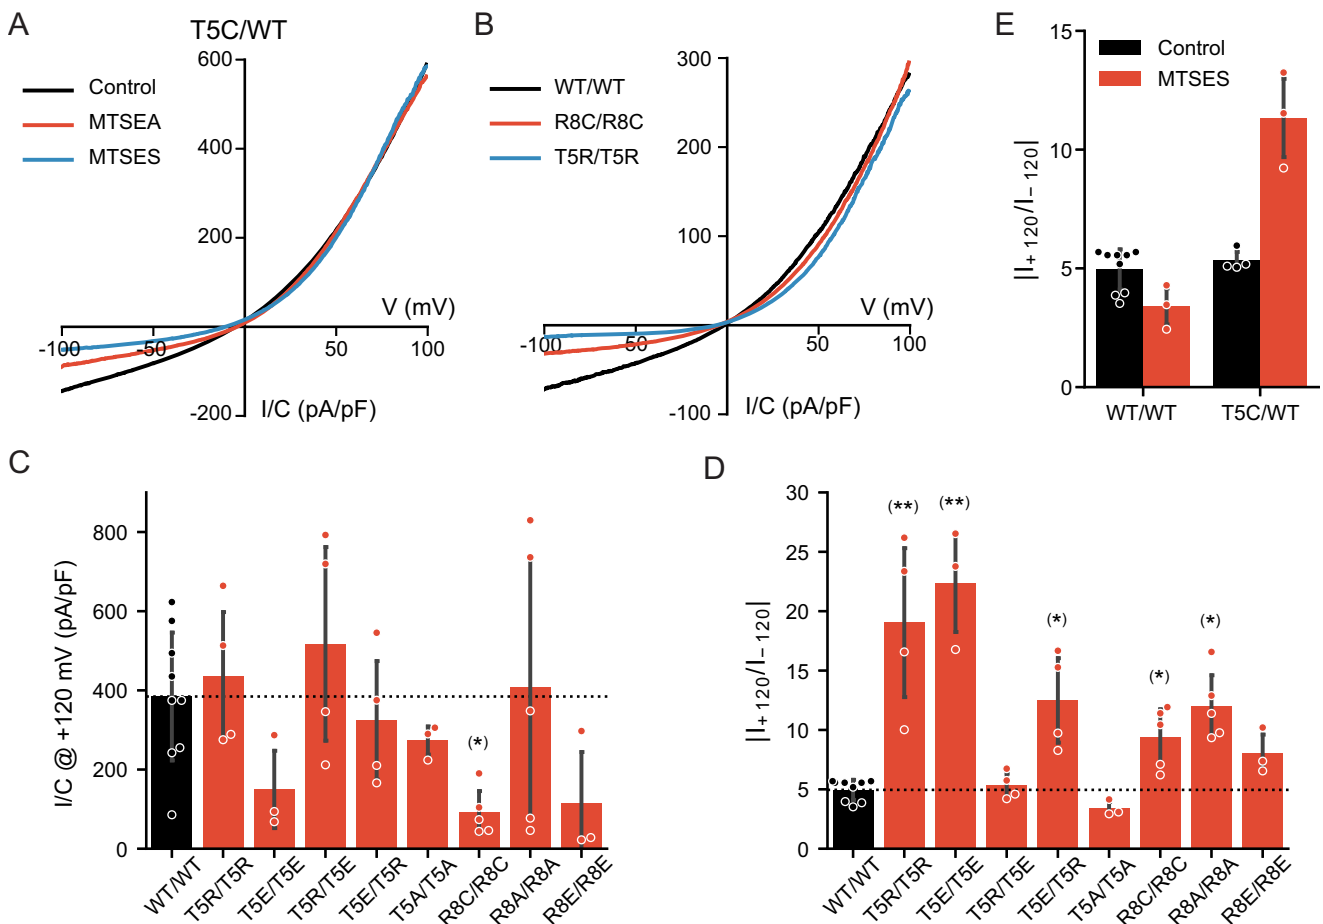 A
T5C/WT
Control
MTSEA
MTSES
600
400
200
-200
-100
-50
50
100
V (mV)
I/C (pA/pF)
B
WT/WT
R8C/R8C
T5R/T5R
300
200
100
-100
-100
-50
50
100
V (mV)
I/C (pA/pF)
E
Control
MTSES
|I+ 120/I− 120|
15
10
5
0
WT/WT
T5C/WT
C
I/C @ +120 mV (pA/pF)
800
600
400
200
0
(*)
WT/WT
T5R/T5R
T5E/T5E
T5R/T5E
T5E/T5R
T5A/T5A
R8C/R8C
R8A/R8A
R8E/R8E
D
|I+ 120/I− 120|
30
25
20
15
10
5
0
(**)
(**)
(*)
(*)
(*)
WT/WT
T5R/T5R
T5E/T5E
T5R/T5E
T5E/T5R
T5A/T5A
R8C/R8C
R8A/R8A
R8E/R8E